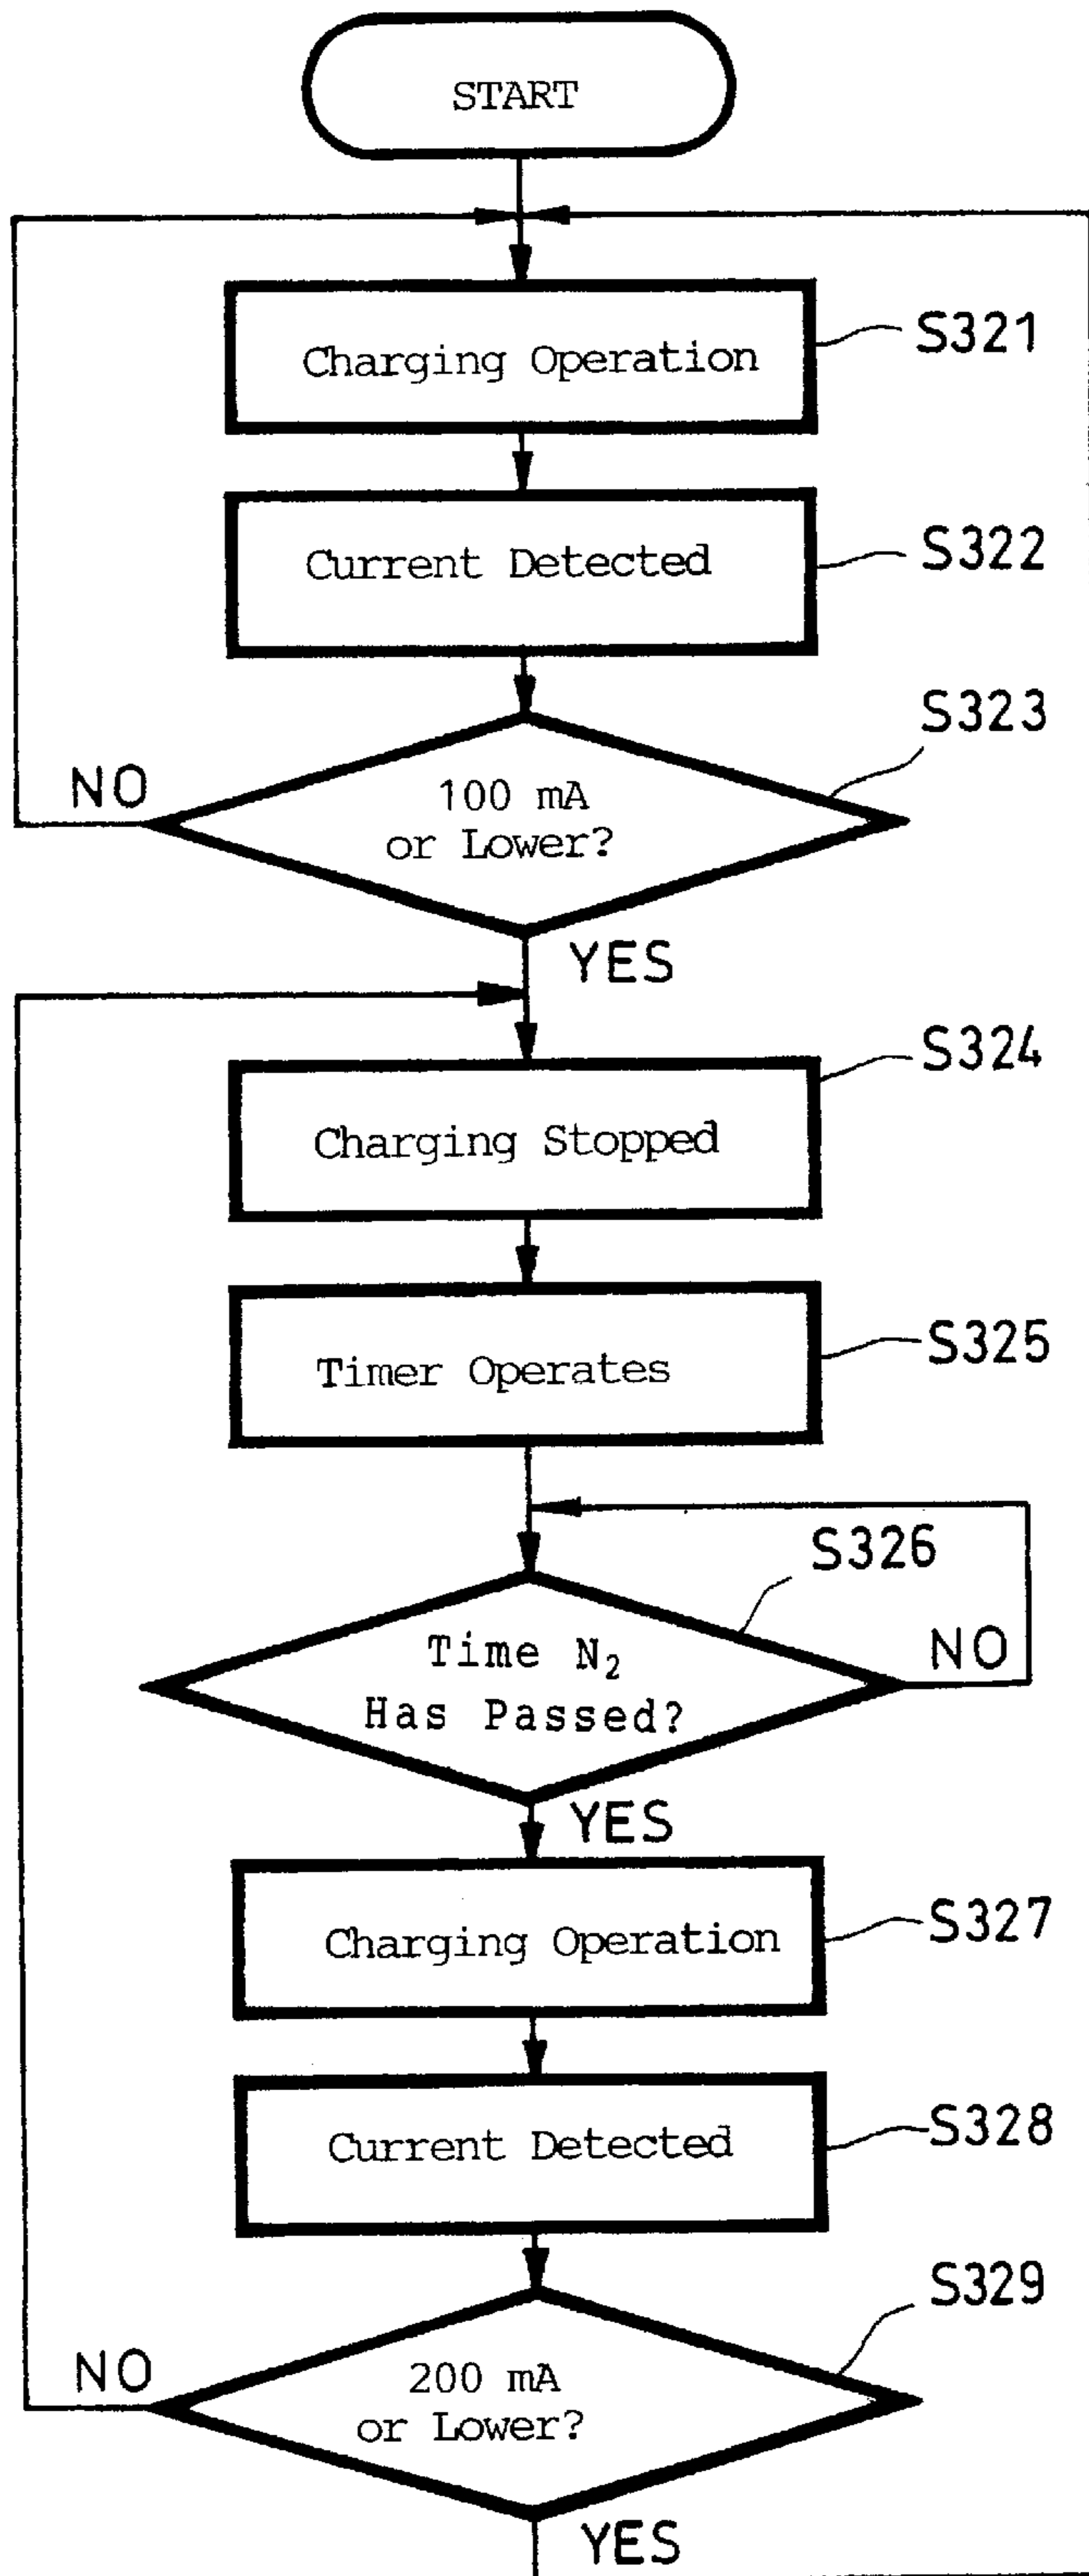 START
Charging Operation
S321
Current Detected
S322
S323
100 mA
or Lower?
NO
YES
S324
Charging Stopped
S325
Timer Operates
S326
Time N₂
Has Passed?
NO
YES
Charging Operation
S327
Current Detected
S328
S329
200 mA
or Lower?
NO
YES